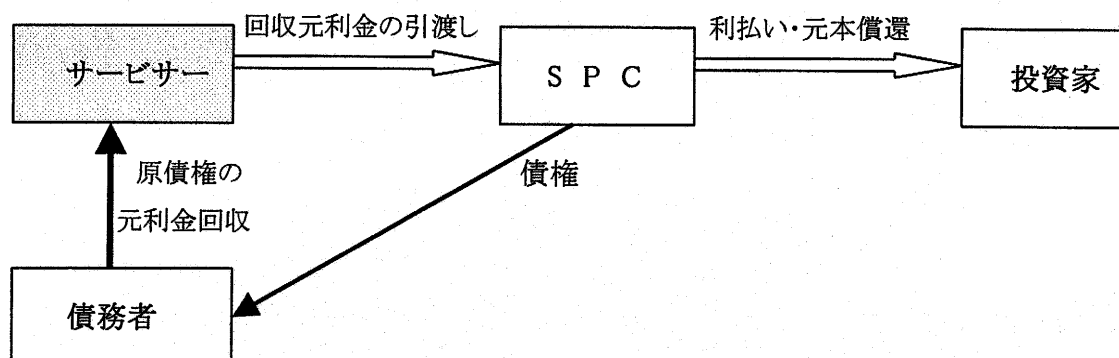 回収元利金の引渡し
利払い・元本償還
サービサー
S P C
投資家
原債権の
元利金回収
債権
債務者